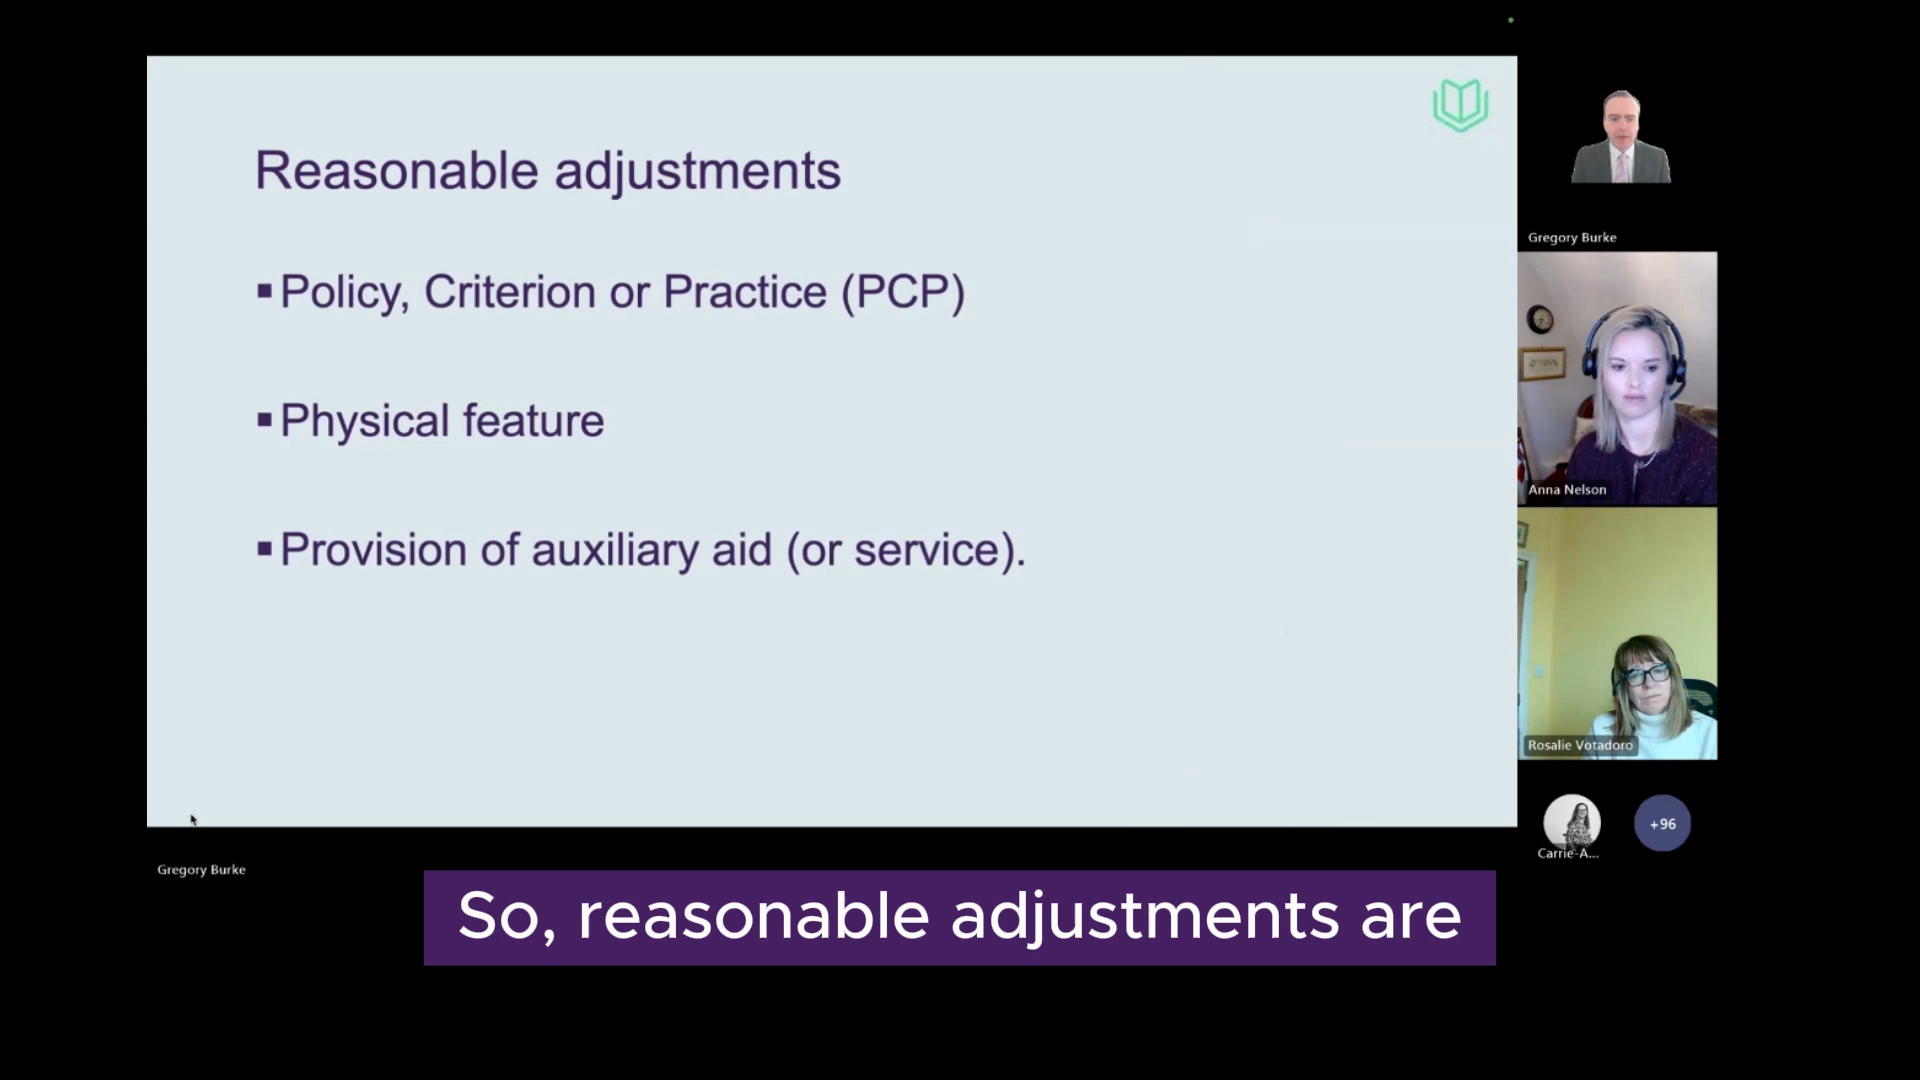 Reasonable adjustments
▪Policy, Criterion or Practice (PCP)
▪Physical feature
▪Provision of auxiliary aid (or service).
Gregory Burke
Anna Nelson
Rosalie Votadoro
Carrie-A...
+96
Gregory Burke
So, reasonable adjustments are